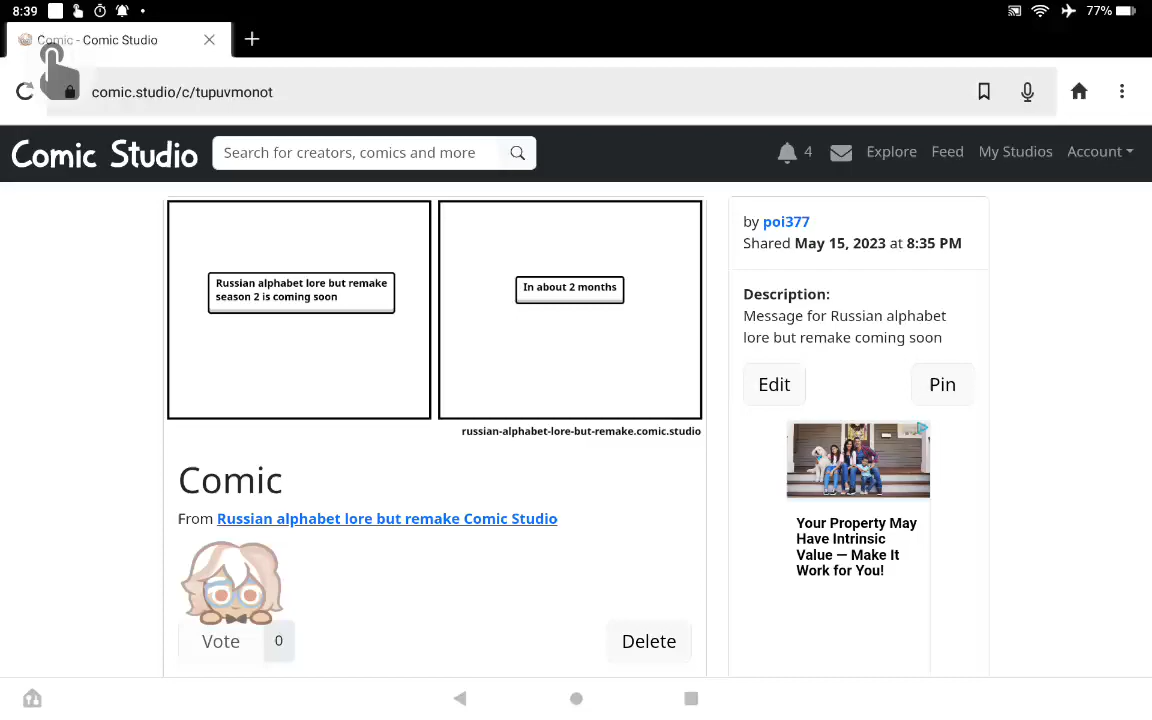 8:39
77%
Comic - Comic Studio
comic.studio/c/tupuvmonot
Comic Studio
Search for creators, comics and more
4
Explore
Feed
My Studios
Account
Russian alphabet lore but remake
season 2 is coming soon
In about 2 months
russian-alphabet-lore-but-remake.comic.studio
Comic
From Russian alphabet lore but remake Comic Studio
Vote
0
Delete
by poi377
Shared May 15, 2023 at 8:35 PM
Description:
Message for Russian alphabet
lore but remake coming soon
Edit
Pin
Your Property May
Have Intrinsic
Value — Make It
Work for You!